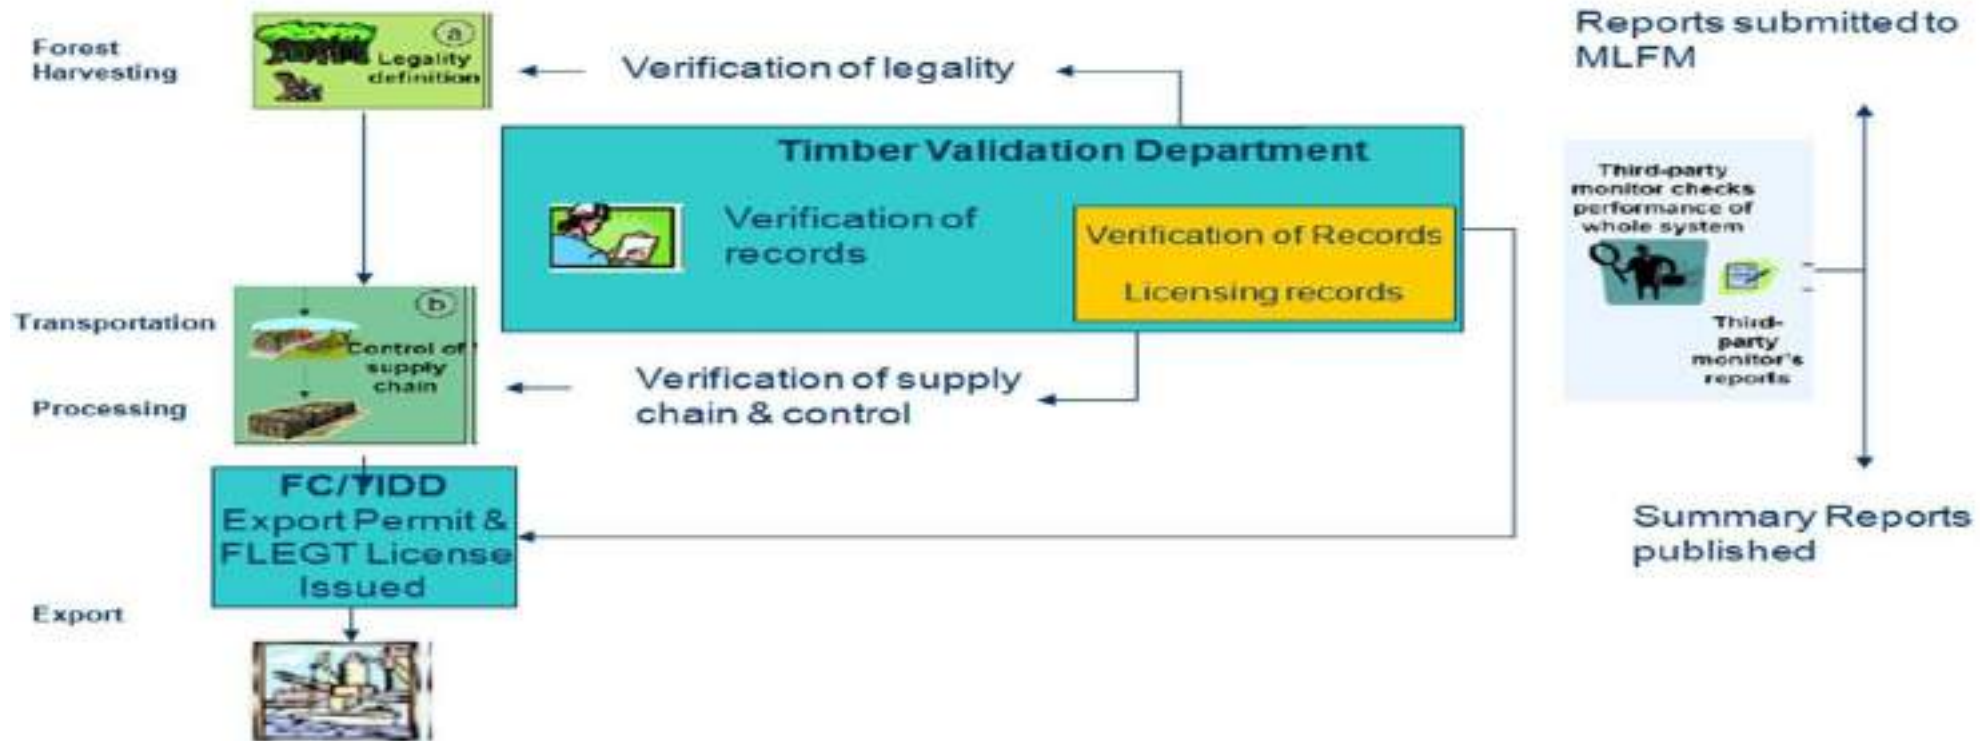 Forest
Harvesting
a
Legality
definition
Verification of legality
Timber Validation Department
Verification of
records
Verification of Records
Licensing records
Transportation
Processing
b
Control of
supply
chain
Verification of supply
chain & control
FC/TIDD
Export Permit &
FLEGT License
Issued
Export
Reports submitted to
MLFM
Third-party
monitor checks
performance of
whole system
Third-
party
monitor's
reports
Summary Reports
published